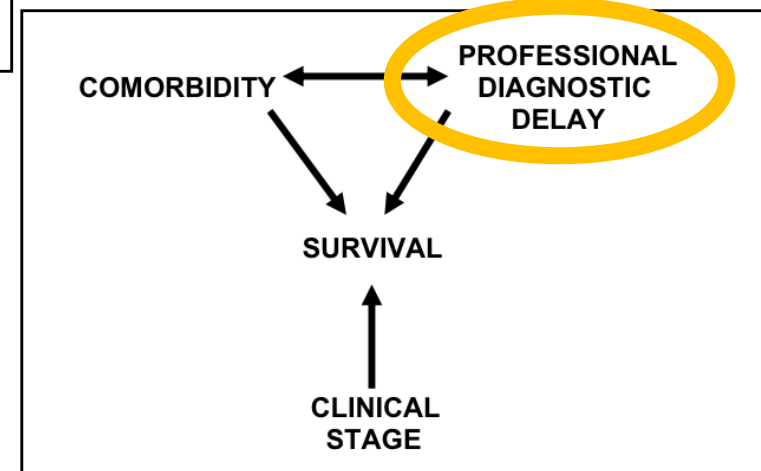 PROFESSIONAL
COMORBIDITY DIAGNOSTIC
DELAY
SURVIVAL
CLINICAL
STAGE